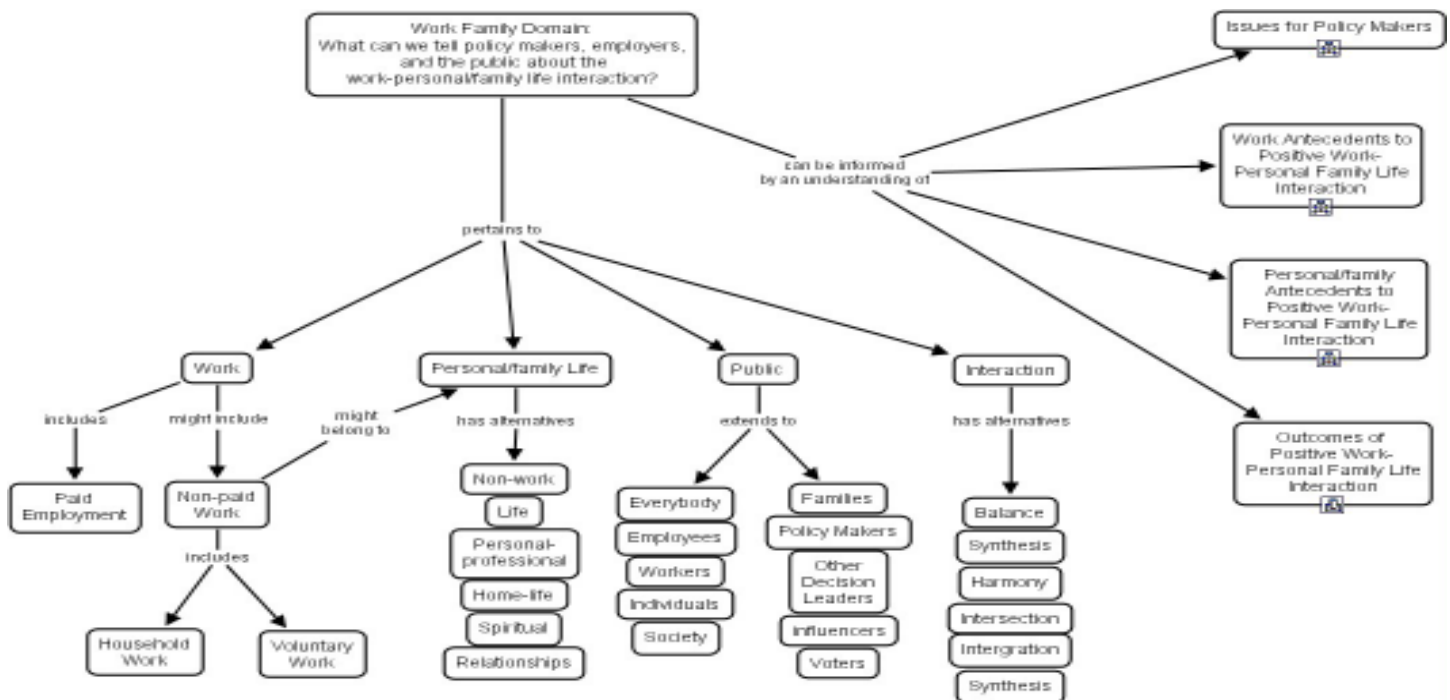 Work Family Domain:
What can we tell policy makers, employers,
and the public about the
work-personal/family life interaction?
Issues for Policy Makers
can be informed
by an understanding of
Work Antecedents to
Positive Work-
Personal Family Life
Interaction
Personal/family
Antecedents to
Positive Work-
Personal Family Life
Interaction
Outcomes of
Positive Work-
Personal Family Life
Interaction
pertains to
Work
Personal/family Life
Public
Interaction
includes
might include
might
belong to
has alternatives
extends to
has alternatives
Paid
Employment
Non-paid
Work
includes
Household
Work
Voluntary
Work
Non-work
Life
Personal-
professional
Home-life
Spiritual
Relationships
Everybody
Employees
Workers
Individuals
Society
Families
Policy Makers
Other
Decision
Leaders
Influencers
Voters
Balance
Synthesis
Harmony
Intersection
Intergration
Synthesis